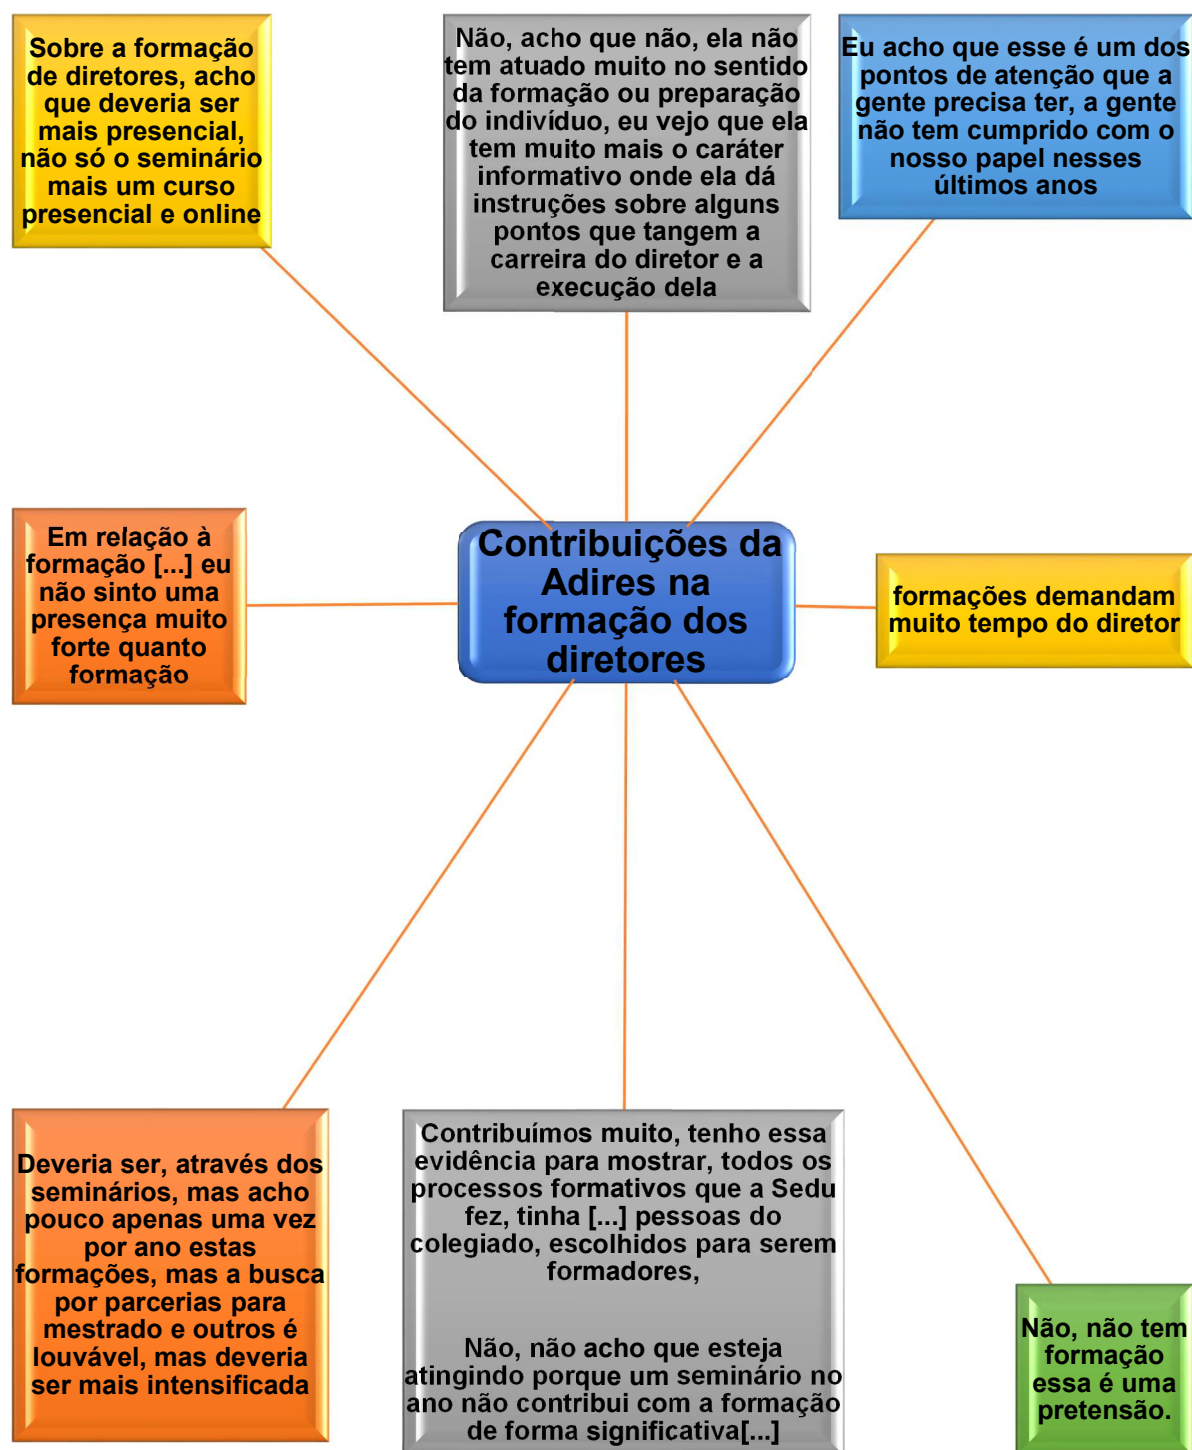 Sobre a formação
de diretores, acho
que deveria ser
mais presencial,
não só o seminário
mais um curso
presencial e online
Não, acho que não, ela não
tem atuado muito no sentido
da formação ou preparação
do indivíduo, eu vejo que ela
tem muito mais o caráter
informativo onde ela dá
instruções sobre alguns
pontos que tangem a
carreira do diretor e a
execução dela
Eu acho que esse é um dos
pontos de atenção que a
gente precisa ter, a gente
não tem cumprido com o
nosso papel nesses
últimos anos
Em relação à
formação [...] eu
não sinto uma
presença muito
forte quanto
formação
Contribuições da
Adires na
formação dos
diretores
formações demandam
muito tempo do diretor
Deveria ser, através dos
seminários, mas acho
pouco apenas uma vez
por ano estas
formações, mas a busca
por parcerias para
mestrado e outros é
louvável, mas deveria
ser mais intensificada
Contribuímos muito, tenho essa
evidência para mostrar, todos os
processos formativos que a Sedu
fez, tinha [...] pessoas do
colegiado, escolhidos para serem
formadores,
Não, não acho que esteja
atingindo porque um seminário no
ano não contribui com a formação
de forma significativa[...]
Não, não tem
formação
essa é uma
pretensão.